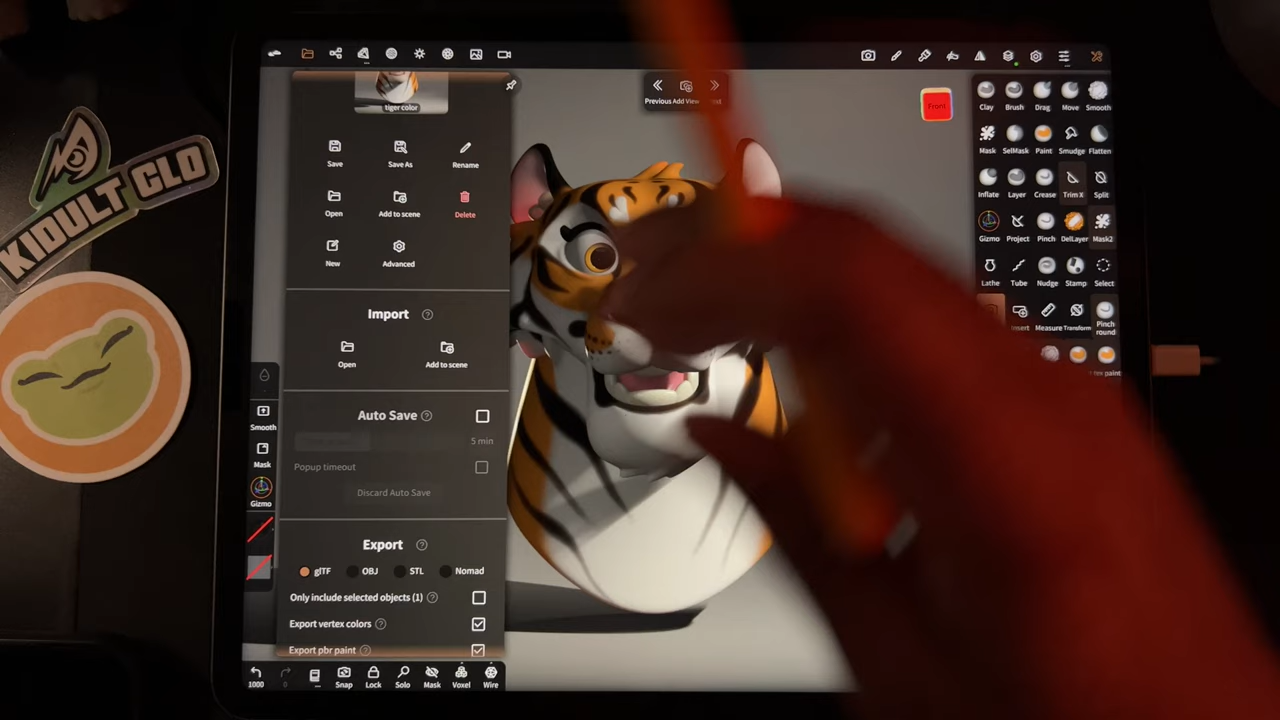 KIDULT CLO
tiger color
Save
Save As
Rename
Open
Add to scene
Delete
New
Advanced
Import
Open
Add to scene
Auto Save
5 min
Popup timeout
Discard Auto Save
Export
glTF
OBJ
STL
Nomad
Only include selected objects (1)
Export vertex colors
Export pbr paint
Smooth
Mask
Gizmo
1000
0
Snap
Lock
Solo
Mask
Voxel
Wire
Previous
Add View
Front
Clay
Brush
Drag
Move
Smooth
Mask
SelMask
Paint
Smudge
Flatten
Inflate
Layer
Crease
Trim X
Split
Gizmo
Project
Pinch
DelLayer
Mask2
Lathe
Tube
Nudge
Stamp
Select
Insert
Measure
Transform
Pinch round